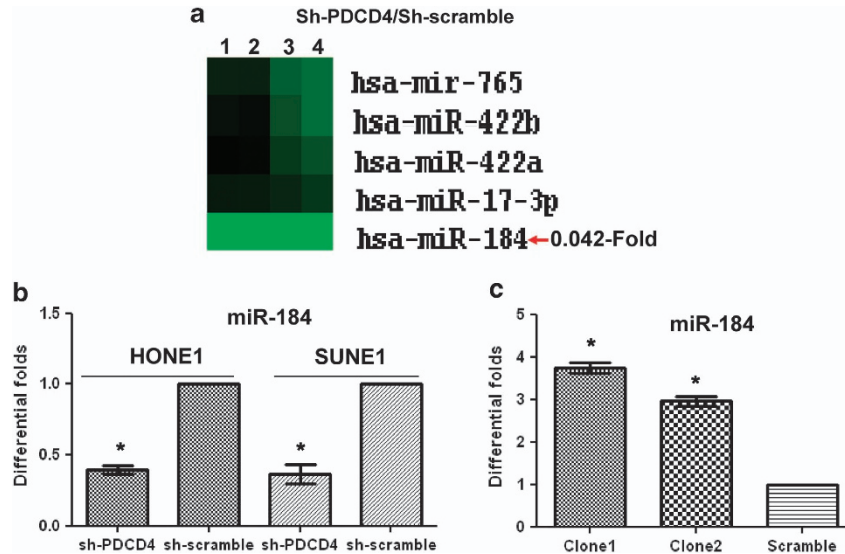 a
Sh-PDCD4/Sh-scramble
1 2 3 4
hsa-mir-765
hsa-miR-422b
hsa-miR-422a
hsa-miR-17-3p
hsa-miR-184 0.042-Fold
b
miR-184
HONE1 SUNE1
Differential folds
1.5
1.0
0.5
0.0
* *
sh-PDCD4 sh-scramble sh-PDCD4 sh-scramble
c
miR-184
Differential folds
5
4
3
2
1
0
* *
Clone1 Clone2 Scramble